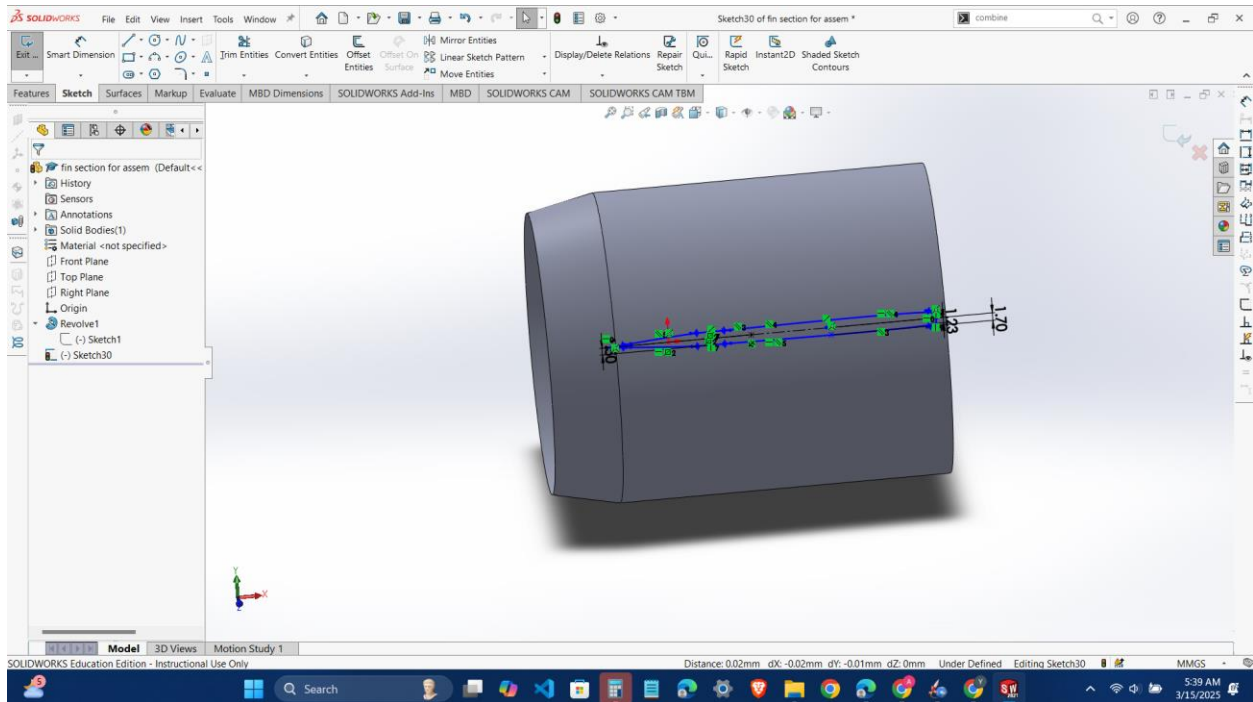 SOLIDWORKS File Edit View Insert Tools Window Sketch30 of fin section for assem * combine
Exit ... Smart Dimension Trim Entities Convert Entities Offset Entities Offset On Surface Mirror Entities Linear Sketch Pattern Move Entities Display/Delete Relations Repair Sketch Qui... Rapid Sketch Instant2D Shaded Sketch Contours
Features Sketch Surfaces Markup Evaluate MBD Dimensions SOLIDWORKS Add-Ins MBD SOLIDWORKS CAM SOLIDWORKS CAM TBM
fin section for assem (Default<<
History
Sensors
Annotations
Solid Bodies(1)
Material <not specified>
Front Plane
Top Plane
Right Plane
Origin
Revolve1
(-) Sketch1
(-) Sketch30
1.23
1.70
Y
X
Z
Model 3D Views Motion Study 1
SOLIDWORKS Education Edition - Instructional Use Only Distance: 0.02mm dX: -0.02mm dY: -0.01mm dZ: 0mm Under Defined Editing Sketch30 MMGS
Search
5:39 AM
3/15/2025